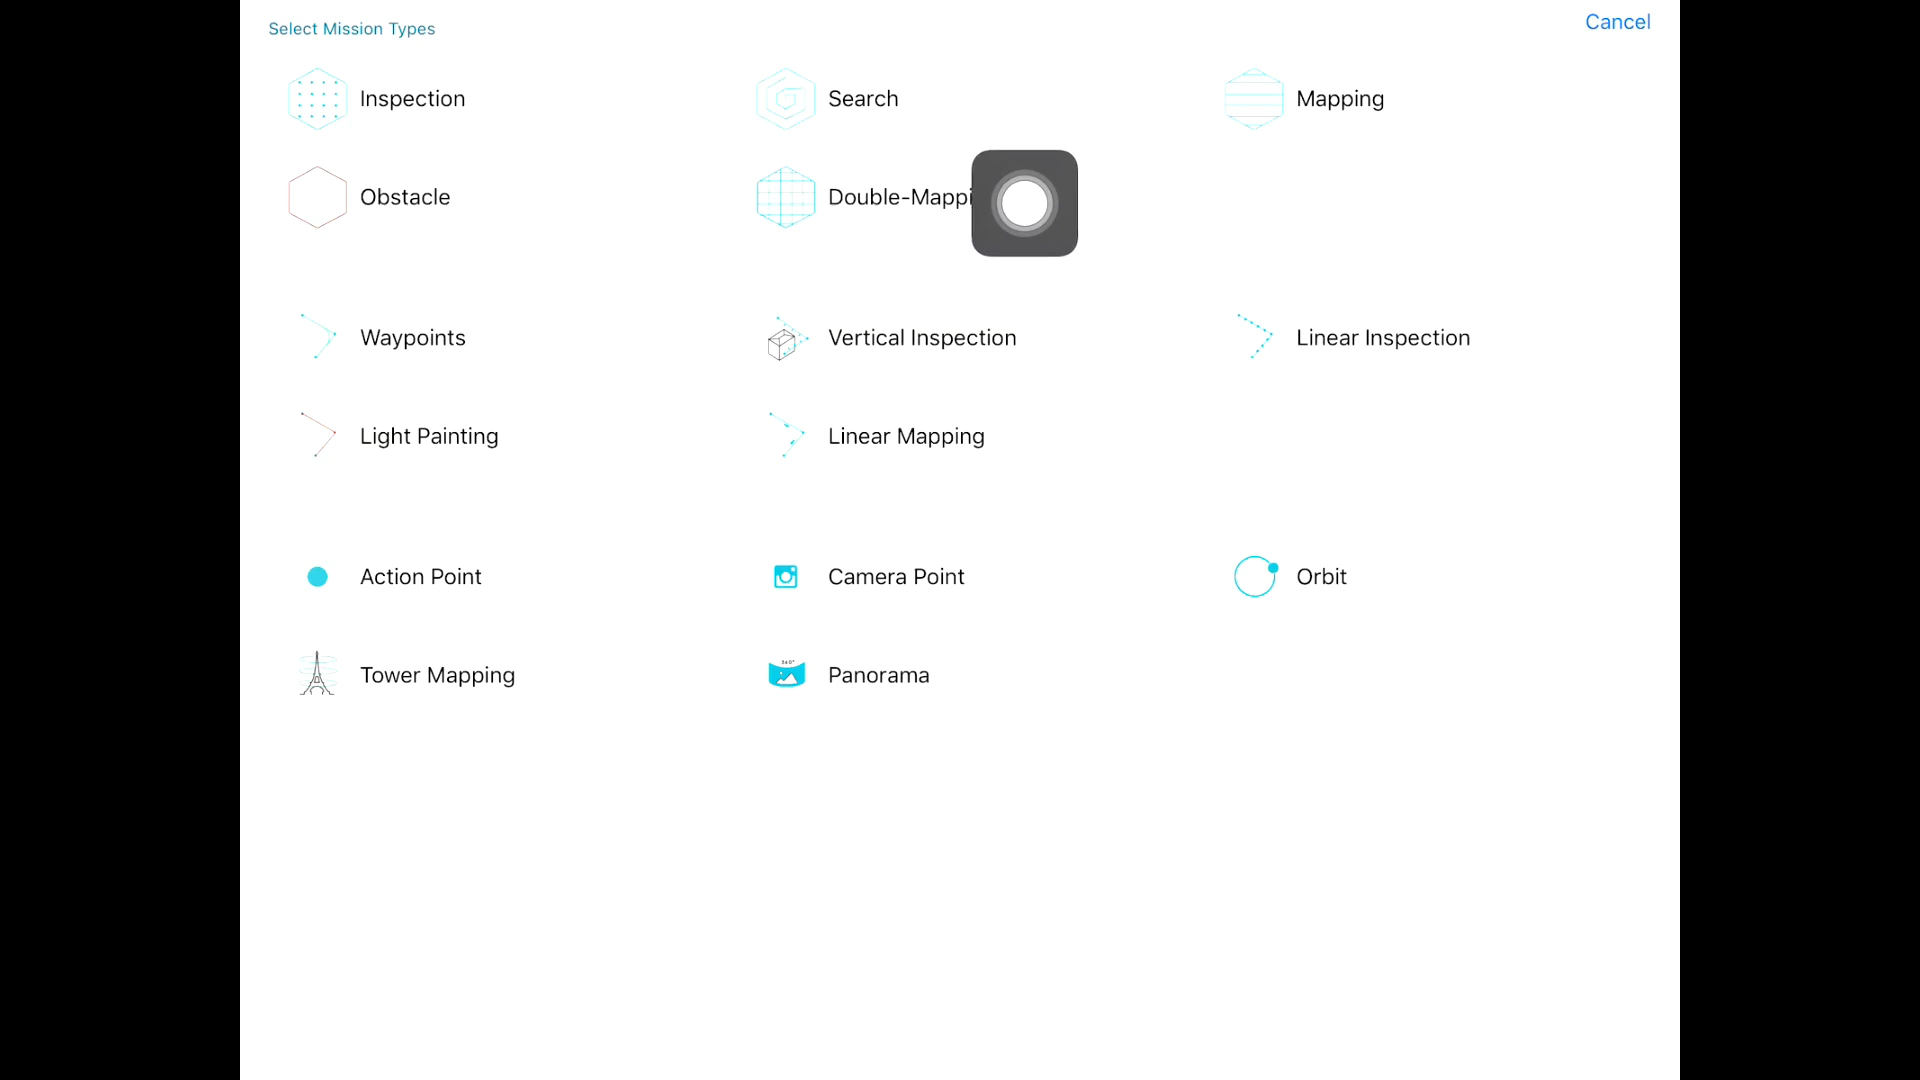 Select Mission Types
Cancel
Inspection
Search
Mapping
Obstacle
Double-Mappi
Waypoints
Vertical Inspection
Linear Inspection
Light Painting
Linear Mapping
Action Point
Camera Point
Orbit
Tower Mapping
360°
Panorama